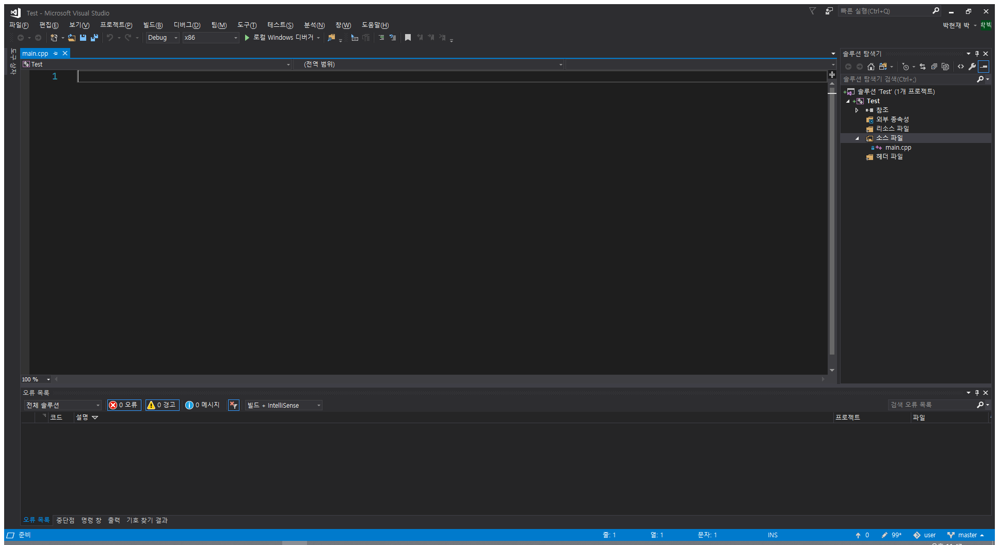 Test - Microsoft Visual Studio
빠른 실행(Ctrl+Q)
파일(F) 편집(E) 보기(V) 프로젝트(P) 빌드(B) 디버그(D) 팀(M) 도구(T) 테스트(S) 분석(N) 창(W) 도움말(H)
박현재 박
Debug x86 로컬 Windows 디버거
도구 상자
main.cpp
Test (전역 범위)
1
100 %
솔루션 탐색기
솔루션 탐색기 검색(Ctrl+;)
솔루션 'Test' (1개 프로젝트)
Test
참조
외부 종속성
리소스 파일
소스 파일
main.cpp
헤더 파일
오류 목록
전체 솔루션 0 오류 0 경고 0 메시지 빌드 + IntelliSense 검색 오류 목록
코드 설명 프로젝트 파일
오류 목록 중단점 명령 창 출력 기호 찾기 결과
준비 줄: 1 열: 1 문자: 1 INS 0 99* user master